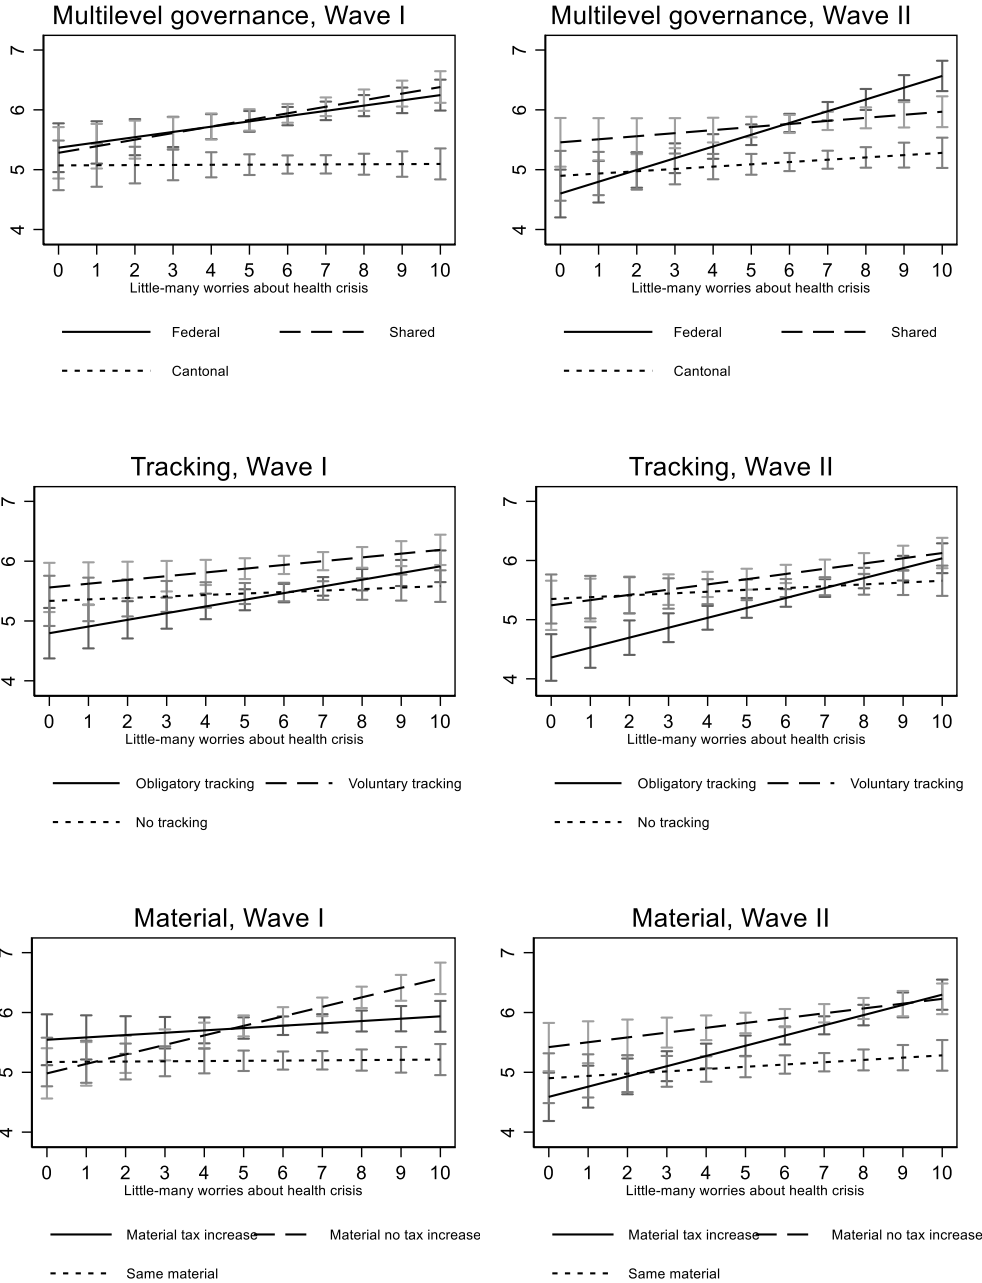 Multilevel governance, Wave I
7
6
5
4
0 1 2 3 4 5 6 7 8 9 10
Little-many worries about health crisis
Federal
Shared
Cantonal
Multilevel governance, Wave II
7
6
5
4
0 1 2 3 4 5 6 7 8 9 10
Little-many worries about health crisis
Federal
Shared
Cantonal
Tracking, Wave I
7
6
5
4
0 1 2 3 4 5 6 7 8 9 10
Little-many worries about health crisis
Obligatory tracking
Voluntary tracking
No tracking
Tracking, Wave II
7
6
5
4
0 1 2 3 4 5 6 7 8 9 10
Little-many worries about health crisis
Obligatory tracking
Voluntary tracking
No tracking
Material, Wave I
7
6
5
4
0 1 2 3 4 5 6 7 8 9 10
Little-many worries about health crisis
Material tax increase
Material no tax increase
Same material
Material, Wave II
7
6
5
4
0 1 2 3 4 5 6 7 8 9 10
Little-many worries about health crisis
Material tax increase
Material no tax increase
Same material